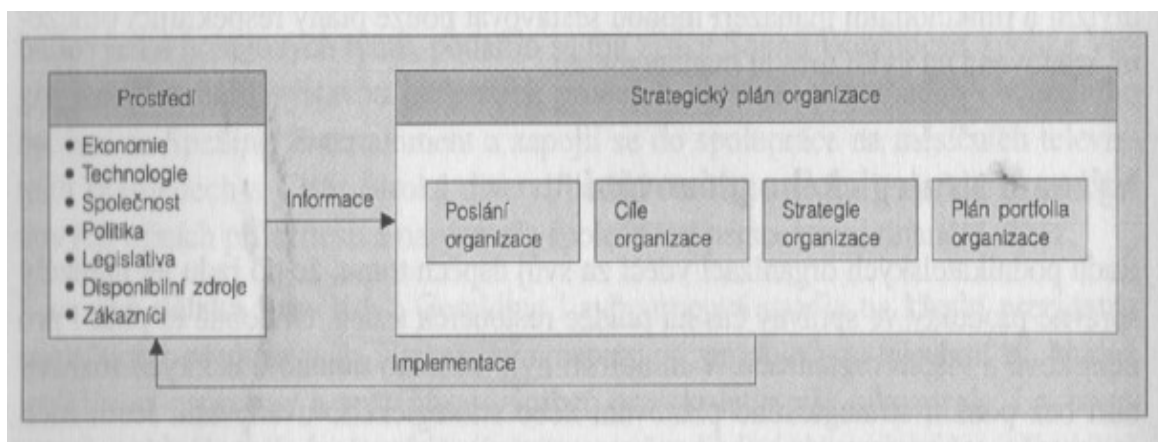 Prostředí
• Ekonomie
• Technologie
• Společnost
• Politika
• Legislativa
• Disponibilní zdroje
• Zákazníci
Informace
Strategický plán organizace
Poslání
organizace
Cíle
organizace
Strategie
organizace
Plán portfolia
organizace
Implementace